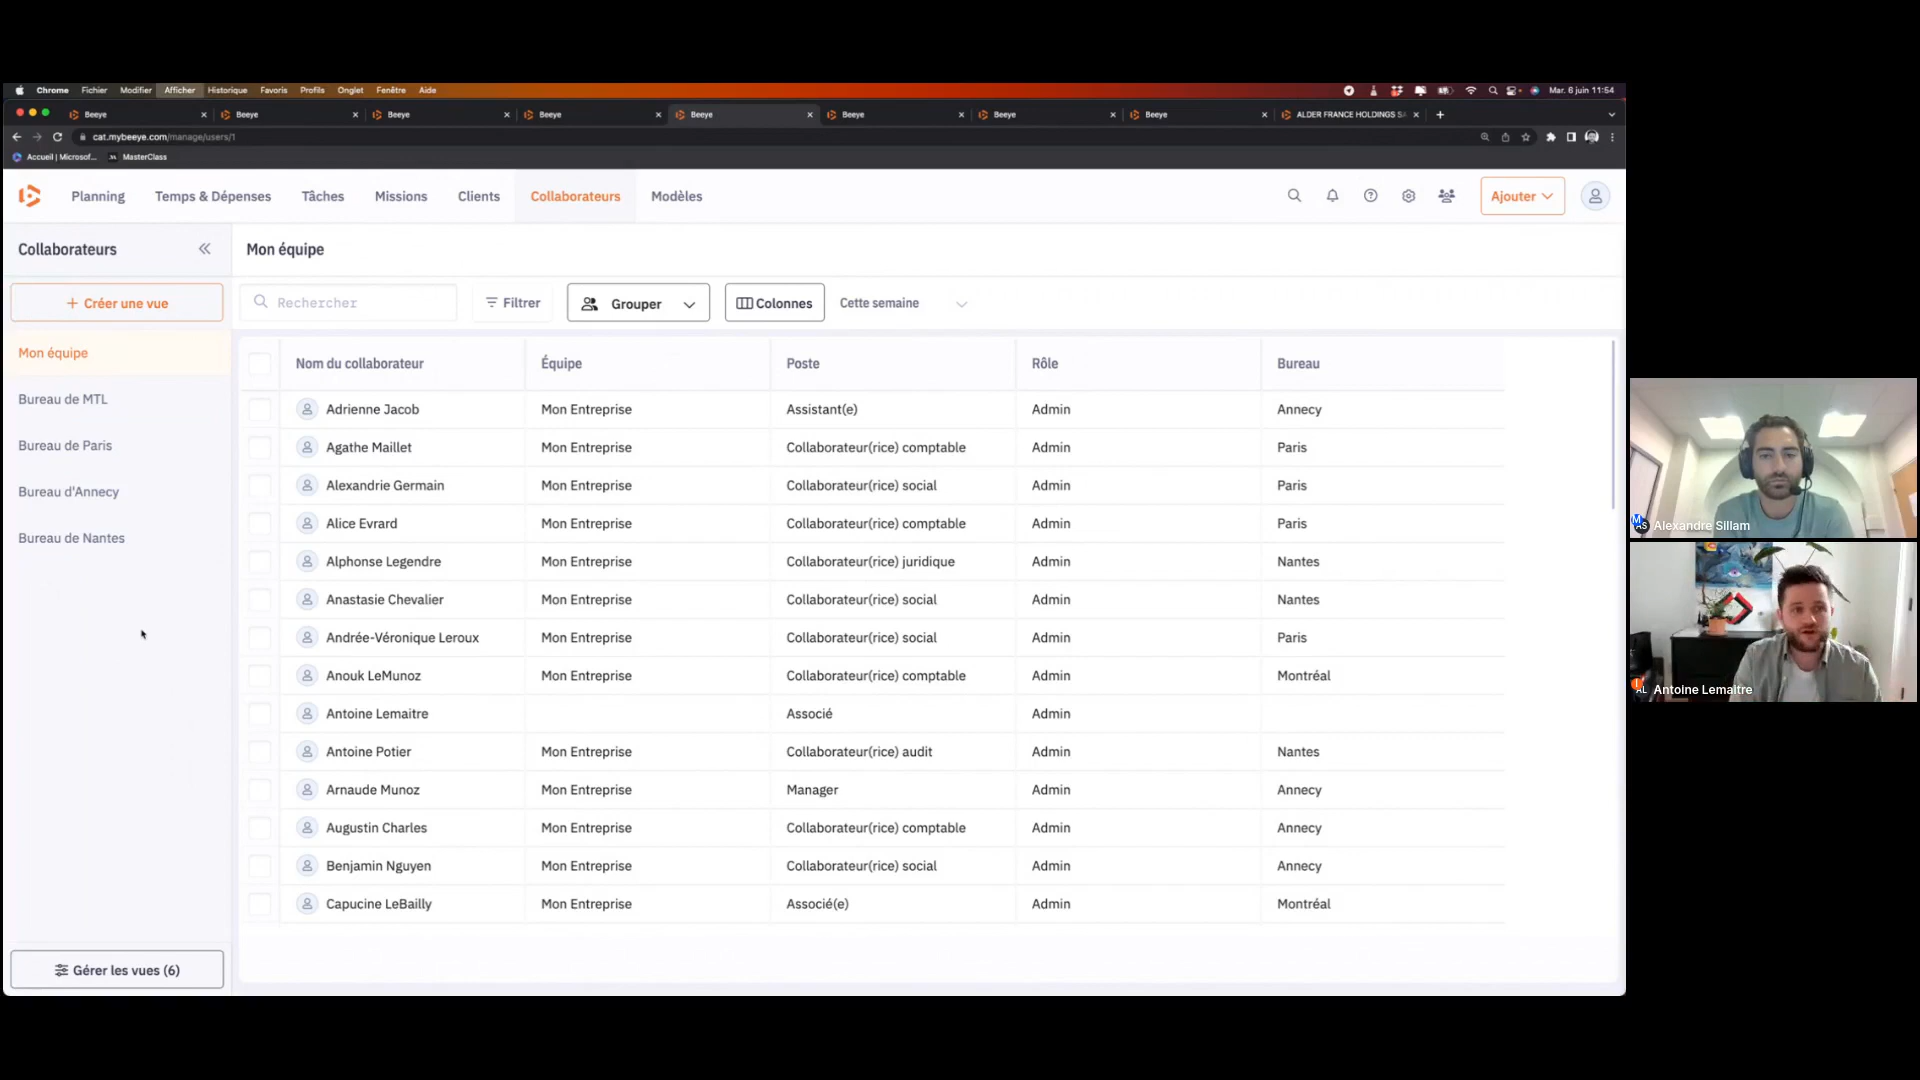 Chrome Fichier Modifier Afficher Historique Favoris Profils Onglet Fenêtre Aide Mar. 6 juin 11:54
Beeye Beeye Beeye Beeye Beeye Beeye Beeye Beeye ALDER FRANCE HOLDINGS
cat.mybeeye.com/manage/users/1
Accueil | Microsof... MasterClass
Planning Temps & Dépenses Tâches Missions Clients Collaborateurs Modèles Ajouter
Collaborateurs Mon équipe
+ Créer une vue Rechercher Filtrer Grouper Colonnes Cette semaine
Mon équipe
Bureau de MTL
Bureau de Paris
Bureau d'Annecy
Bureau de Nantes
Gérer les vues (6)
Nom du collaborateur Équipe Poste Rôle Bureau
Adrienne Jacob Mon Entreprise Assistant(e) Admin Annecy
Agathe Maillet Mon Entreprise Collaborateur(rice) comptable Admin Paris
Alexandrie Germain Mon Entreprise Collaborateur(rice) social Admin Paris
Alice Evrard Mon Entreprise Collaborateur(rice) comptable Admin Paris
Alphonse Legendre Mon Entreprise Collaborateur(rice) juridique Admin Nantes
Anastasie Chevalier Mon Entreprise Collaborateur(rice) social Admin Nantes
Andrée-Véronique Leroux Mon Entreprise Collaborateur(rice) social Admin Paris
Anouk LeMunoz Mon Entreprise Collaborateur(rice) comptable Admin Montréal
Antoine Lemaitre Associé Admin
Antoine Potier Mon Entreprise Collaborateur(rice) audit Admin Nantes
Arnaude Munoz Mon Entreprise Manager Admin Annecy
Augustin Charles Mon Entreprise Collaborateur(rice) comptable Admin Annecy
Benjamin Nguyen Mon Entreprise Collaborateur(rice) social Admin Annecy
Capucine LeBailly Mon Entreprise Associé(e) Admin Montréal
Alexandre Sillam
Antoine Lemaitre